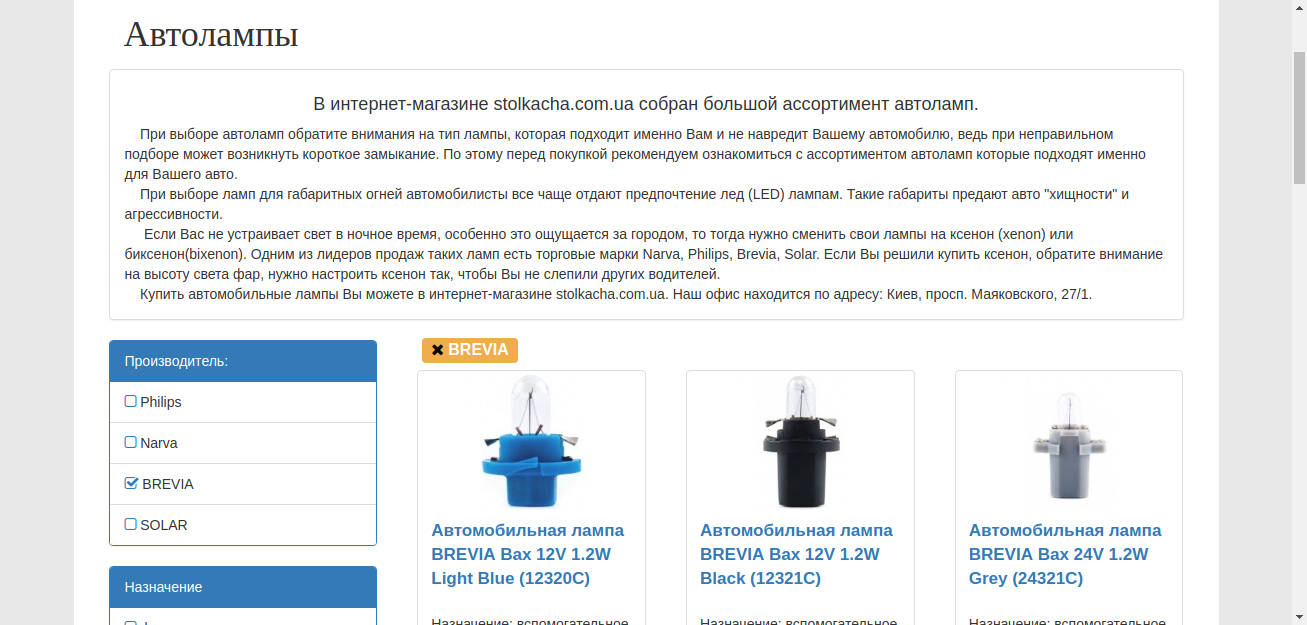 Автолампы
В интернет-магазине stolkacha.com.ua собран большой ассортимент автоламп.
При выборе автоламп обратите внимания на тип лампы, которая подходит именно Вам и не навредит Вашему автомобилю, ведь при неправильном
подборе может возникнуть короткое замыкание. По этому перед покупкой рекомендуем ознакомиться с ассортиментом автоламп которые подходят именно
для Вашего авто.
При выборе ламп для габаритных огней автомобилисты все чаще отдают предпочтение лед (LED) лампам. Такие габариты предают авто "хищности" и
агрессивности.
Если Вас не устраивает свет в ночное время, особенно это ощущается за городом, то тогда нужно сменить свои лампы на ксенон (xenon) или
биксенон(bixenon). Одним из лидеров продаж таких ламп есть торговые марки Narva, Philips, Brevia, Solar. Если Вы решили купить ксенон, обратите внимание
на высоту света фар, нужно настроить ксенон так, чтобы Вы не слепили других водителей.
Купить автомобильные лампы Вы можете в интернет-магазине stolkacha.com.ua. Наш офис находится по адресу: Киев, просп. Маяковского, 27/1.
Производитель:
Philips
Narva
BREVIA
SOLAR
Назначение
BREVIA
Автомобильная лампа
BREVIA Bax 12V 1.2W
Light Blue (12320C)
Назначение: вспомогательное
Автомобильная лампа
BREVIA Bax 12V 1.2W
Black (12321C)
Назначение: вспомогательное
Автомобильная лампа
BREVIA Bax 24V 1.2W
Grey (24321C)
Назначение: вспомогательное